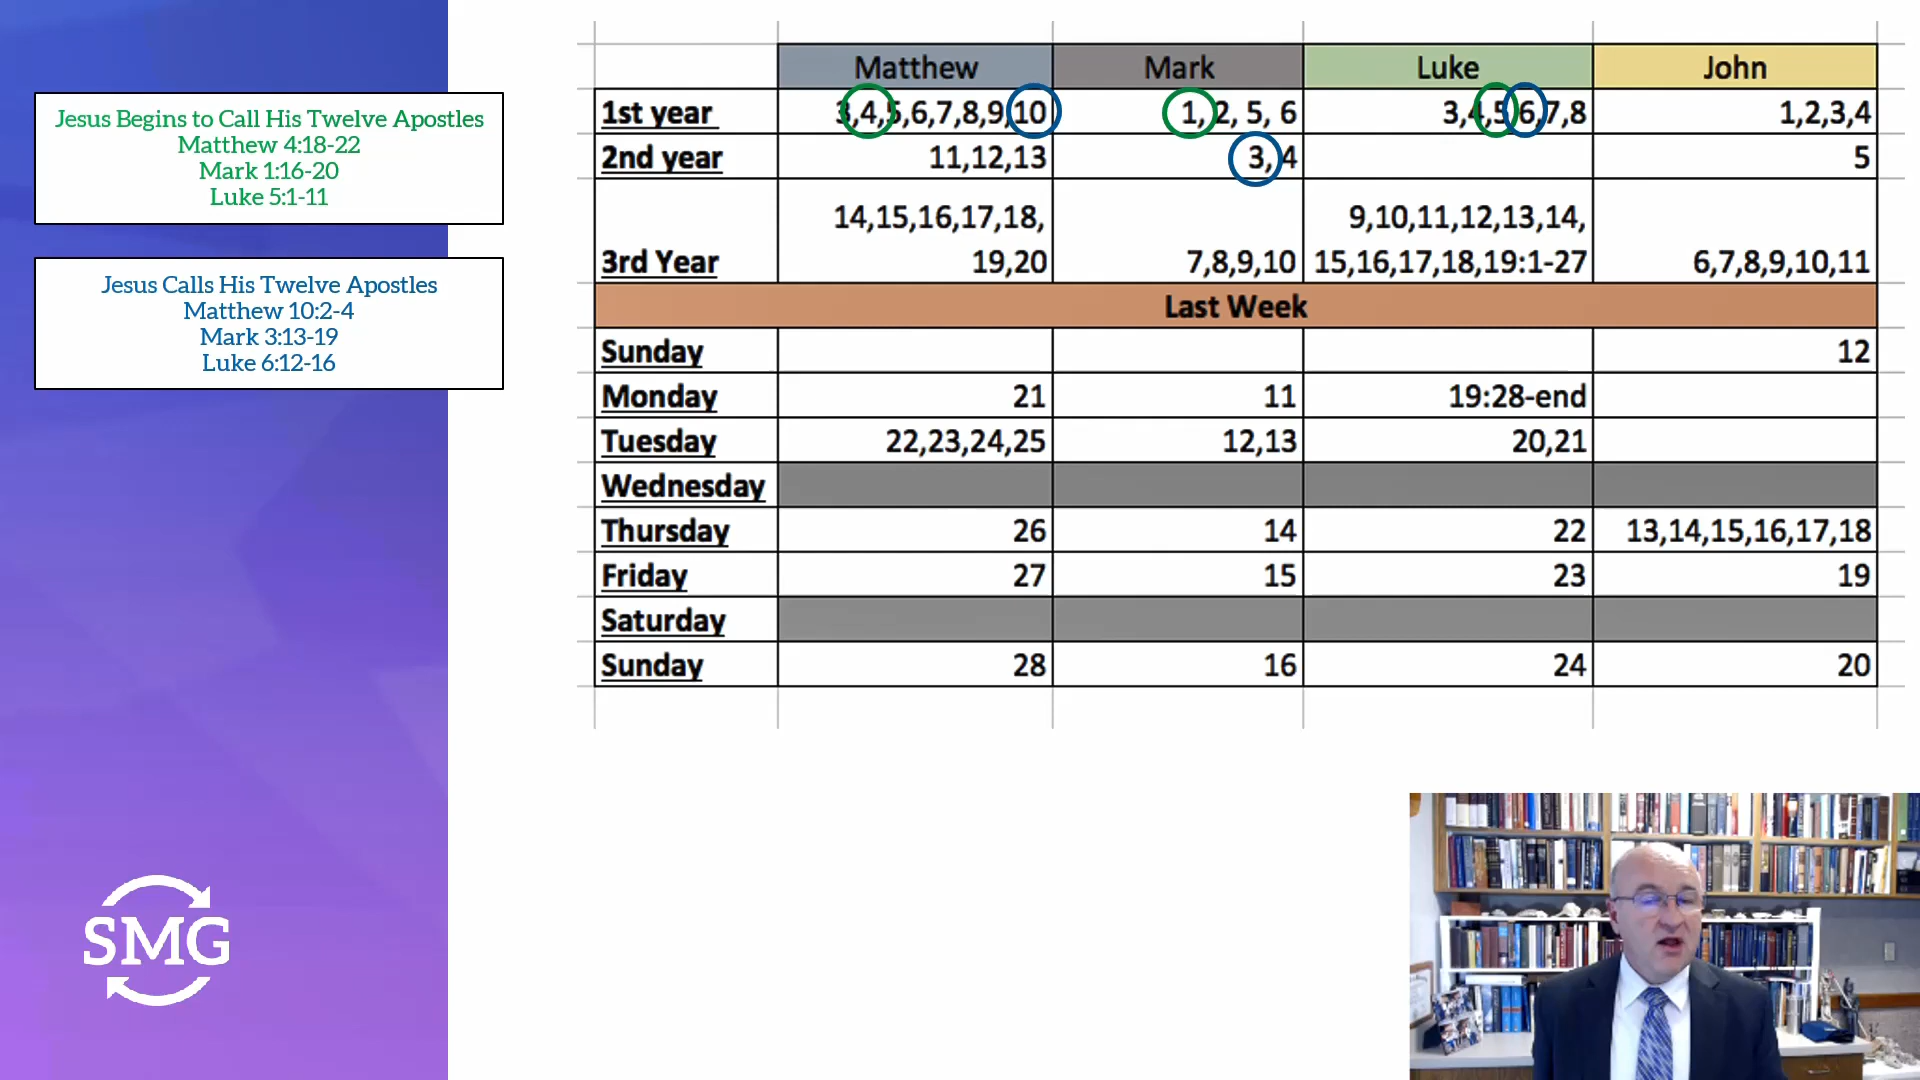 Jesus Begins to Call His Twelve Apostles
Matthew 4:18-22
Mark 1:16-20
Luke 5:1-11
Jesus Calls His Twelve Apostles
Matthew 10:2-4
Mark 3:13-19
Luke 6:12-16
SMG
Matthew Mark Luke John
1st year 3,4,5,6,7,8,9,10 1, 2, 5, 6 3,4,5,6,7,8 1,2,3,4
2nd year 11,12,13 3, 4 5
14,15,16,17,18, 9,10,11,12,13,14,
3rd Year 19,20 7,8,9,10 15,16,17,18,19:1-27 6,7,8,9,10,11
Last Week
Sunday 12
Monday 21 11 19:28-end
Tuesday 22,23,24,25 12,13 20,21
Wednesday
Thursday 26 14 22 13,14,15,16,17,18
Friday 27 15 23 19
Saturday
Sunday 28 16 24 20